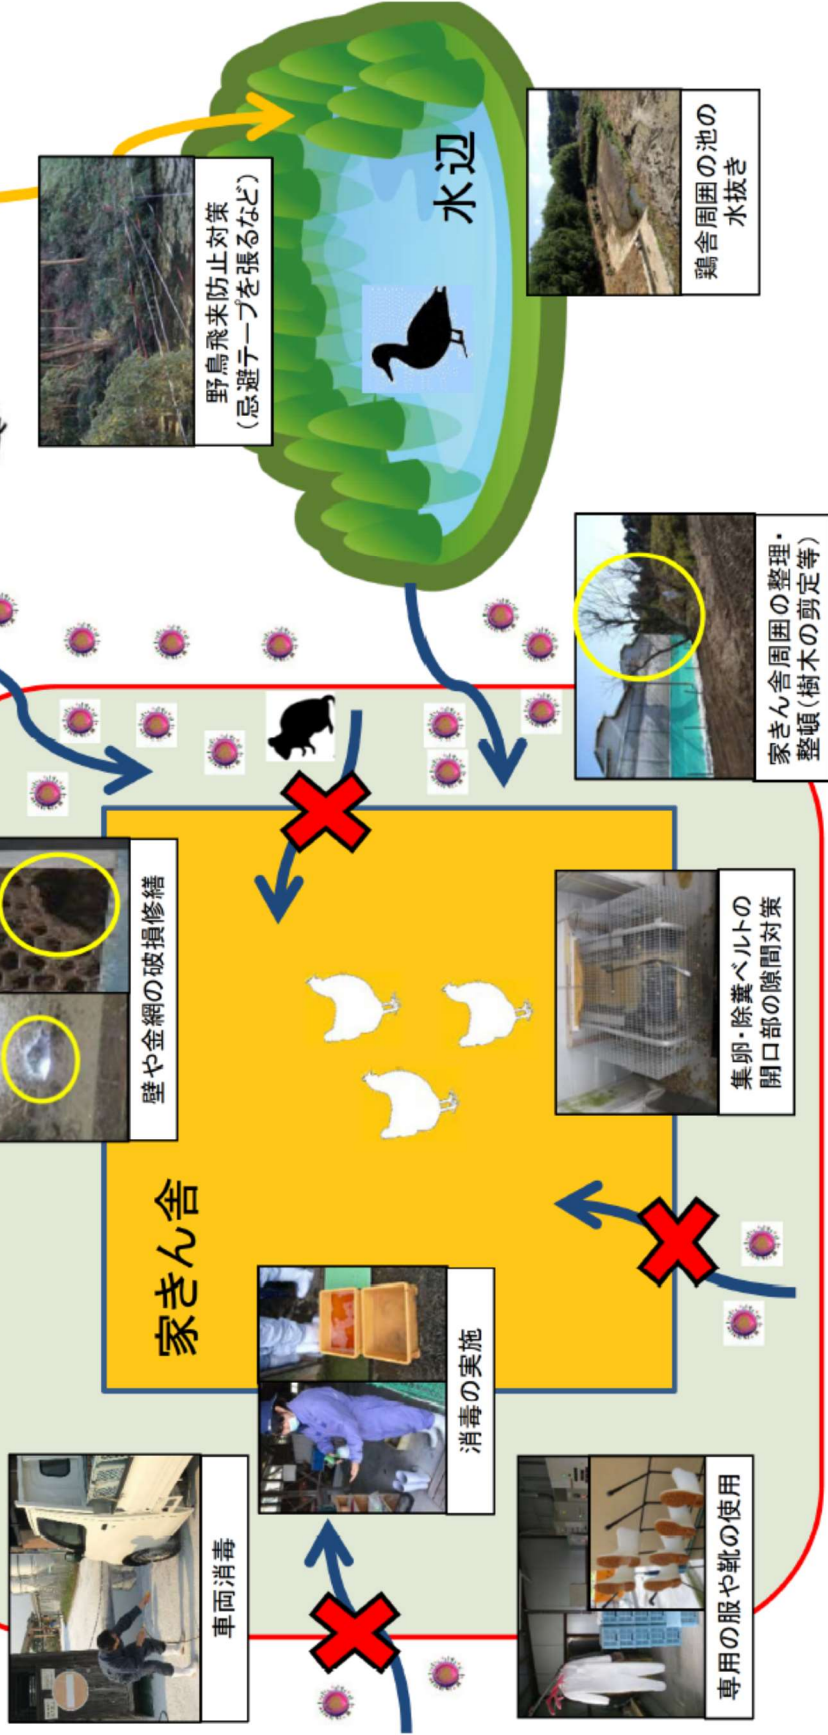 車両消毒
家きん舎
壁や金網の破損修繕
野鳥飛来防止対策
（忌避テープを張るなど）
消毒の実施
水辺
専用の服や靴の使用
集卵・除糞ベルトの
開口部の隙間対策
家きん舎周囲の整理・
整頓（樹木の剪定等）
鶏舎周囲の池の
水抜き